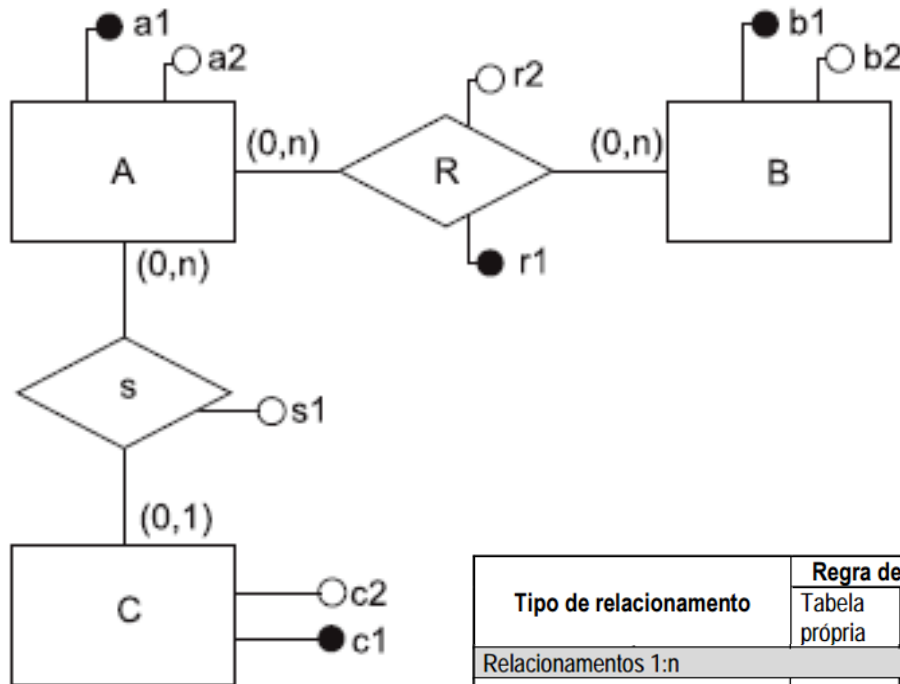 a1
a2
b1
b2
r2
(0,n)
(0,n)
A
R
B
r1
(0,n)
s
s1
(0,1)
C
c2
c1
Tipo de relacionamento
Regra de
Tabela
própria
Relacionamentos 1:n